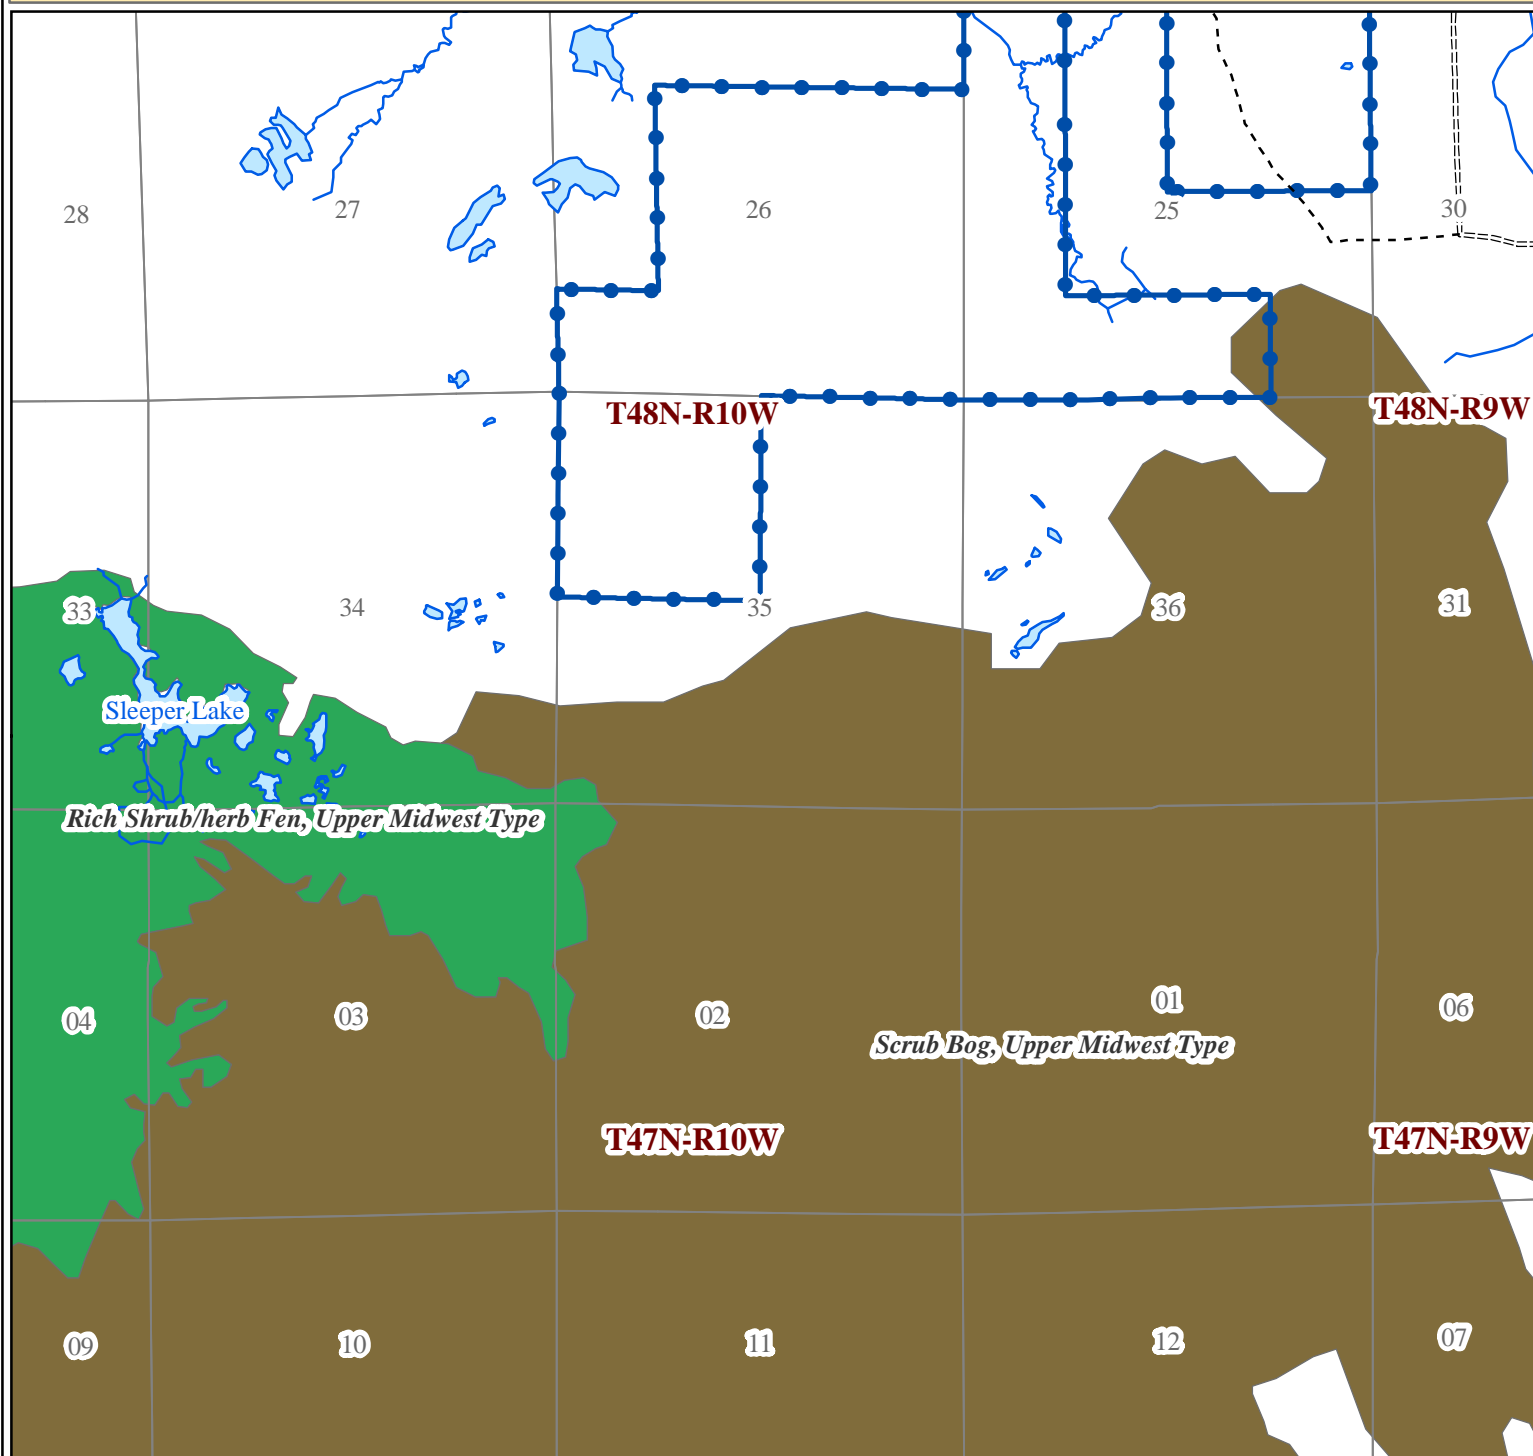 28
27
26
25
30
T48N-R10W
T48N-R9W
33
34
35
36
31
Sleeper Lake
Rich Shrub/herb Fen, Upper Midwest Type
04
03
02
01
06
Scrub Bog, Upper Midwest Type
T47N-R10W
T47N-R9W
09
10
11
12
07